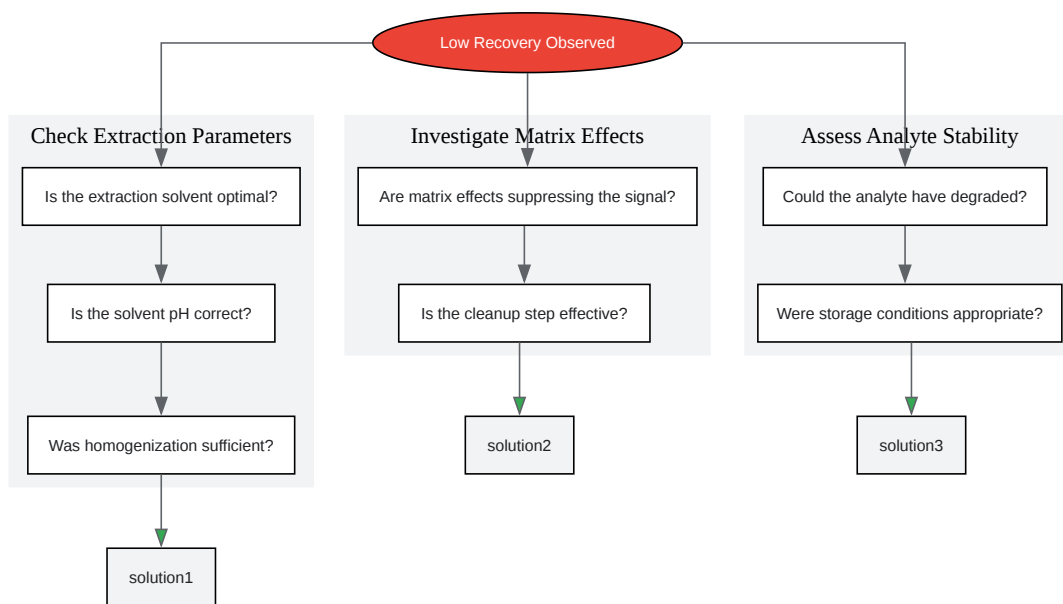 Low Recovery Observed
Check Extraction Parameters
Is the extraction solvent optimal?
Is the solvent pH correct?
Was homogenization sufficient?
solution1
Investigate Matrix Effects
Are matrix effects suppressing the signal?
Is the cleanup step effective?
solution2
Assess Analyte Stability
Could the analyte have degraded?
Were storage conditions appropriate?
solution3